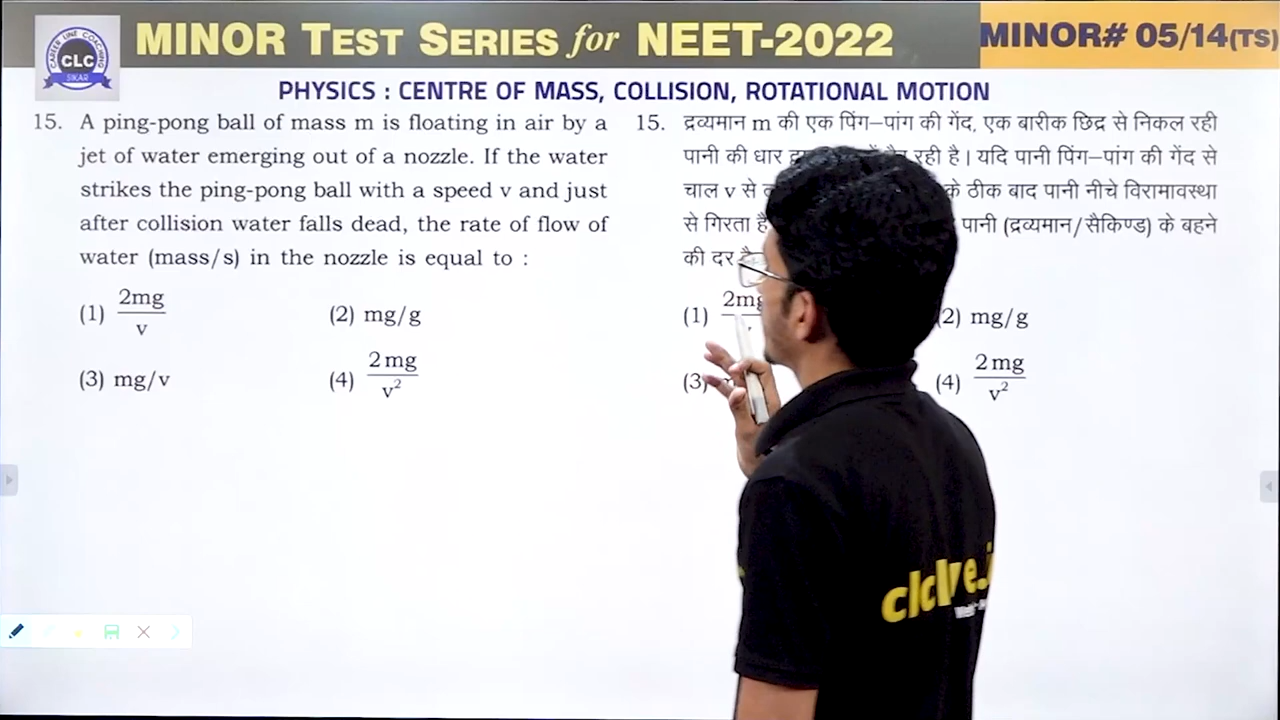 MINOR TEST SERIES for NEET-2022
MINOR# 05/14(TS)
CAREER LINE COACHING
CLC
SIKAR
PHYSICS : CENTRE OF MASS, COLLISION, ROTATIONAL MOTION
15. A ping-pong ball of mass m is floating in air by a
jet of water emerging out of a nozzle. If the water
strikes the ping-pong ball with a speed v and just
after collision water falls dead, the rate of flow of
water (mass/s) in the nozzle is equal to :
(1) 2mg/v
(2) mg/g
(3) mg/v
(4) 2mg/v²
15. द्रव्यमान m की एक पिंग–पांग की गेंद, एक बारीक छिद्र से निकल रही
पानी की धार रही है। यदि पानी पिंग–पांग की गेंद से
चाल v से के ठीक बाद पानी नीचे विरामावस्था
से गिरता पानी (द्रव्यमान/सैकिण्ड) के बहने
की दर
(1) 2mg
(2) mg/g
(3)
(4) 2mg/v²